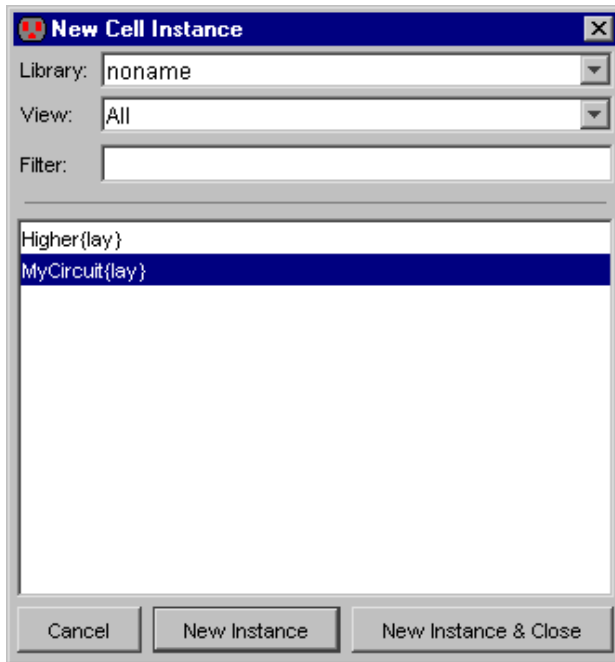 New Cell Instance
Library: noname
View: All
Filter:
Higher{lay}
MyCircuit{lay}
Cancel New Instance New Instance & Close